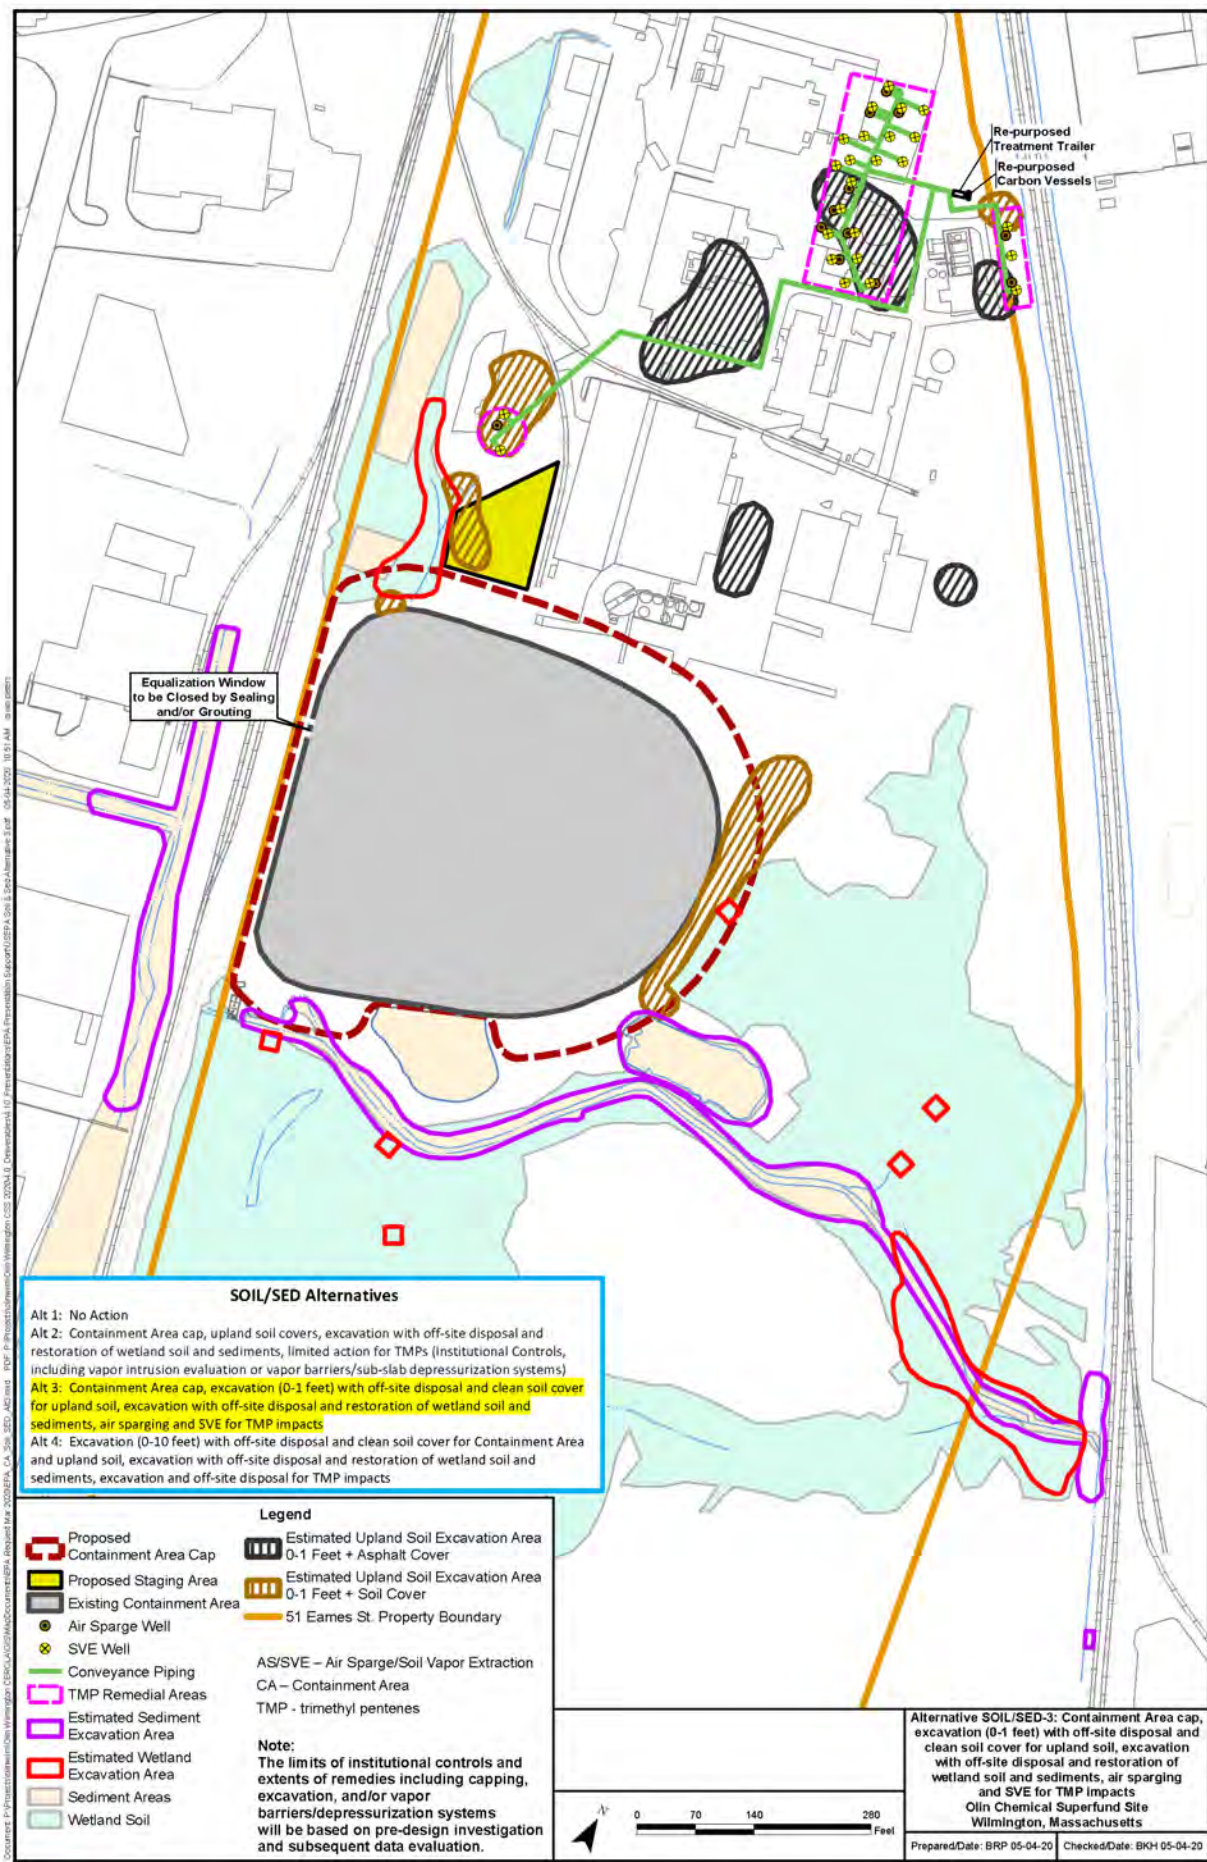 Re-purposed
Treatment Trailer
Re-purposed
Carbon Vessels
Equalization Window
to be Closed by Sealing
and/or Grouting
SOIL/SED Alternatives
Alt 1: No Action
Alt 2: Containment Area cap, upland soil covers, excavation with off-site disposal and
restoration of wetland soil and sediments, limited action for TMPs (Institutional Controls,
including vapor intrusion evaluation or vapor barriers/sub-slab depressurization systems)
Alt 3: Containment Area cap, excavation (0-1 feet) with off-site disposal and clean soil cover
for upland soil, excavation with off-site disposal and restoration of wetland soil and
sediments, air sparging and SVE for TMP impacts
Alt 4: Excavation (0-10 feet) with off-site disposal and clean soil cover for Containment Area
and upland soil, excavation with off-site disposal and restoration of wetland soil and
sediments, excavation and off-site disposal for TMP impacts
Legend
Proposed
Containment Area Cap
Proposed Staging Area
Existing Containment Area
Air Sparge Well
SVE Well
Conveyance Piping
TMP Remedial Areas
Estimated Sediment
Excavation Area
Estimated Wetland
Excavation Area
Sediment Areas
Wetland Soil
Estimated Upland Soil Excavation Area
0-1 Feet + Asphalt Cover
Estimated Upland Soil Excavation Area
0-1 Feet + Soil Cover
51 Eames St. Property Boundary
AS/SVE – Air Sparge/Soil Vapor Extraction
CA – Containment Area
TMP - trimethyl pentenes
Note:
The limits of institutional controls and
extents of remedies including capping,
excavation, and/or vapor
barriers/depressurization systems
will be based on pre-design investigation
and subsequent data evaluation.
N
0 70 140 280
Feet
Alternative SOIL/SED-3: Containment Area cap,
excavation (0-1 feet) with off-site disposal and
clean soil cover for upland soil, excavation
with off-site disposal and restoration of
wetland soil and sediments, air sparging
and SVE for TMP impacts
Olin Chemical Superfund Site
Wilmington, Massachusetts
Prepared/Date: BRP 05-04-20
Checked/Date: BKH 05-04-20